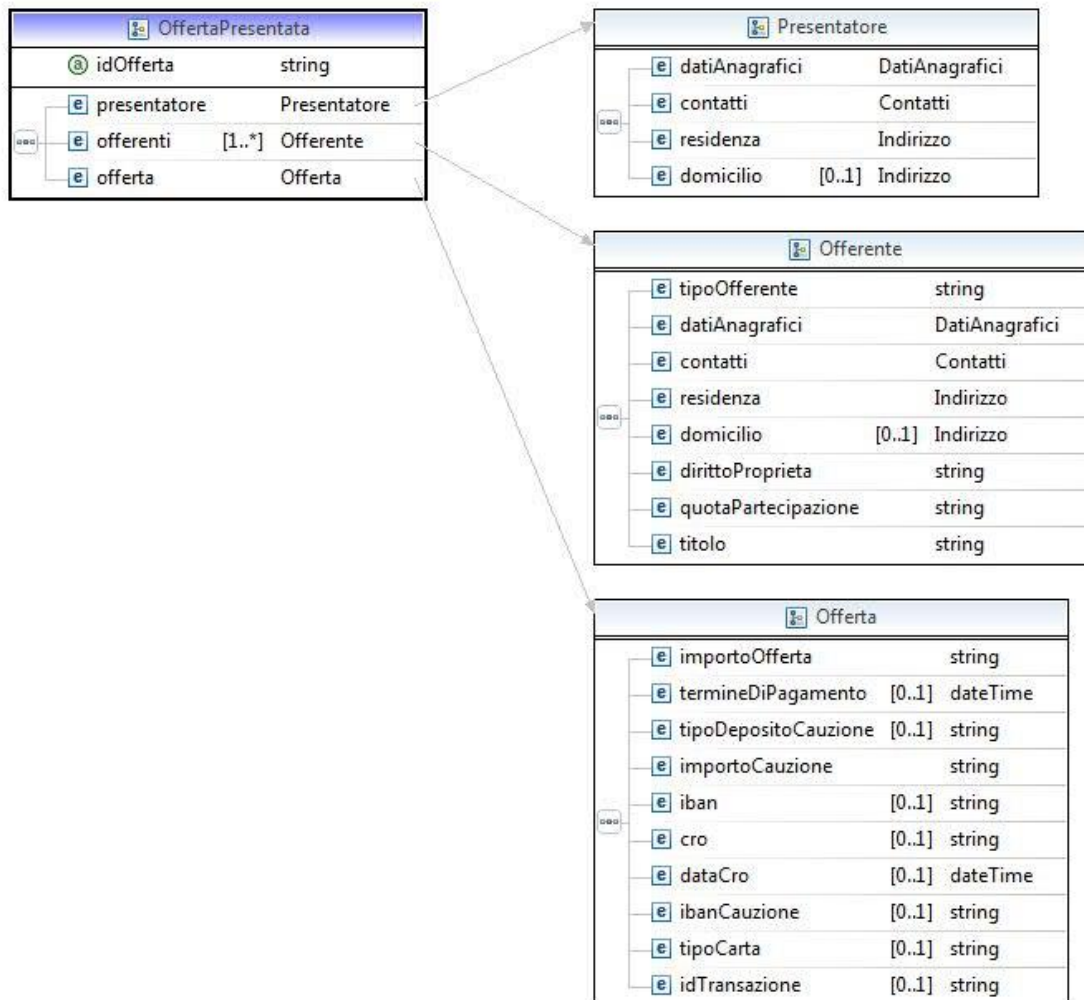 OffertaPresentata
a idOfferta string
e presentatore Presentatore
e offerenti [1..*] Offerente
e offerta Offerta
Presentatore
e datiAnagrafici DatiAnagrafici
e contatti Contatti
e residenza Indirizzo
e domicilio [0..1] Indirizzo
Offerente
e tipoOfferente string
e datiAnagrafici DatiAnagrafici
e contatti Contatti
e residenza Indirizzo
e domicilio [0..1] Indirizzo
e dirittoProprieta string
e quotaPartecipazione string
e titolo string
Offerta
e importoOfferta string
e termineDiPagamento [0..1] dateTime
e tipoDepositoCauzione [0..1] string
e importoCauzione string
e iban [0..1] string
e cro [0..1] string
e dataCro [0..1] dateTime
e ibanCauzione [0..1] string
e tipoCarta [0..1] string
e idTransazione [0..1] string